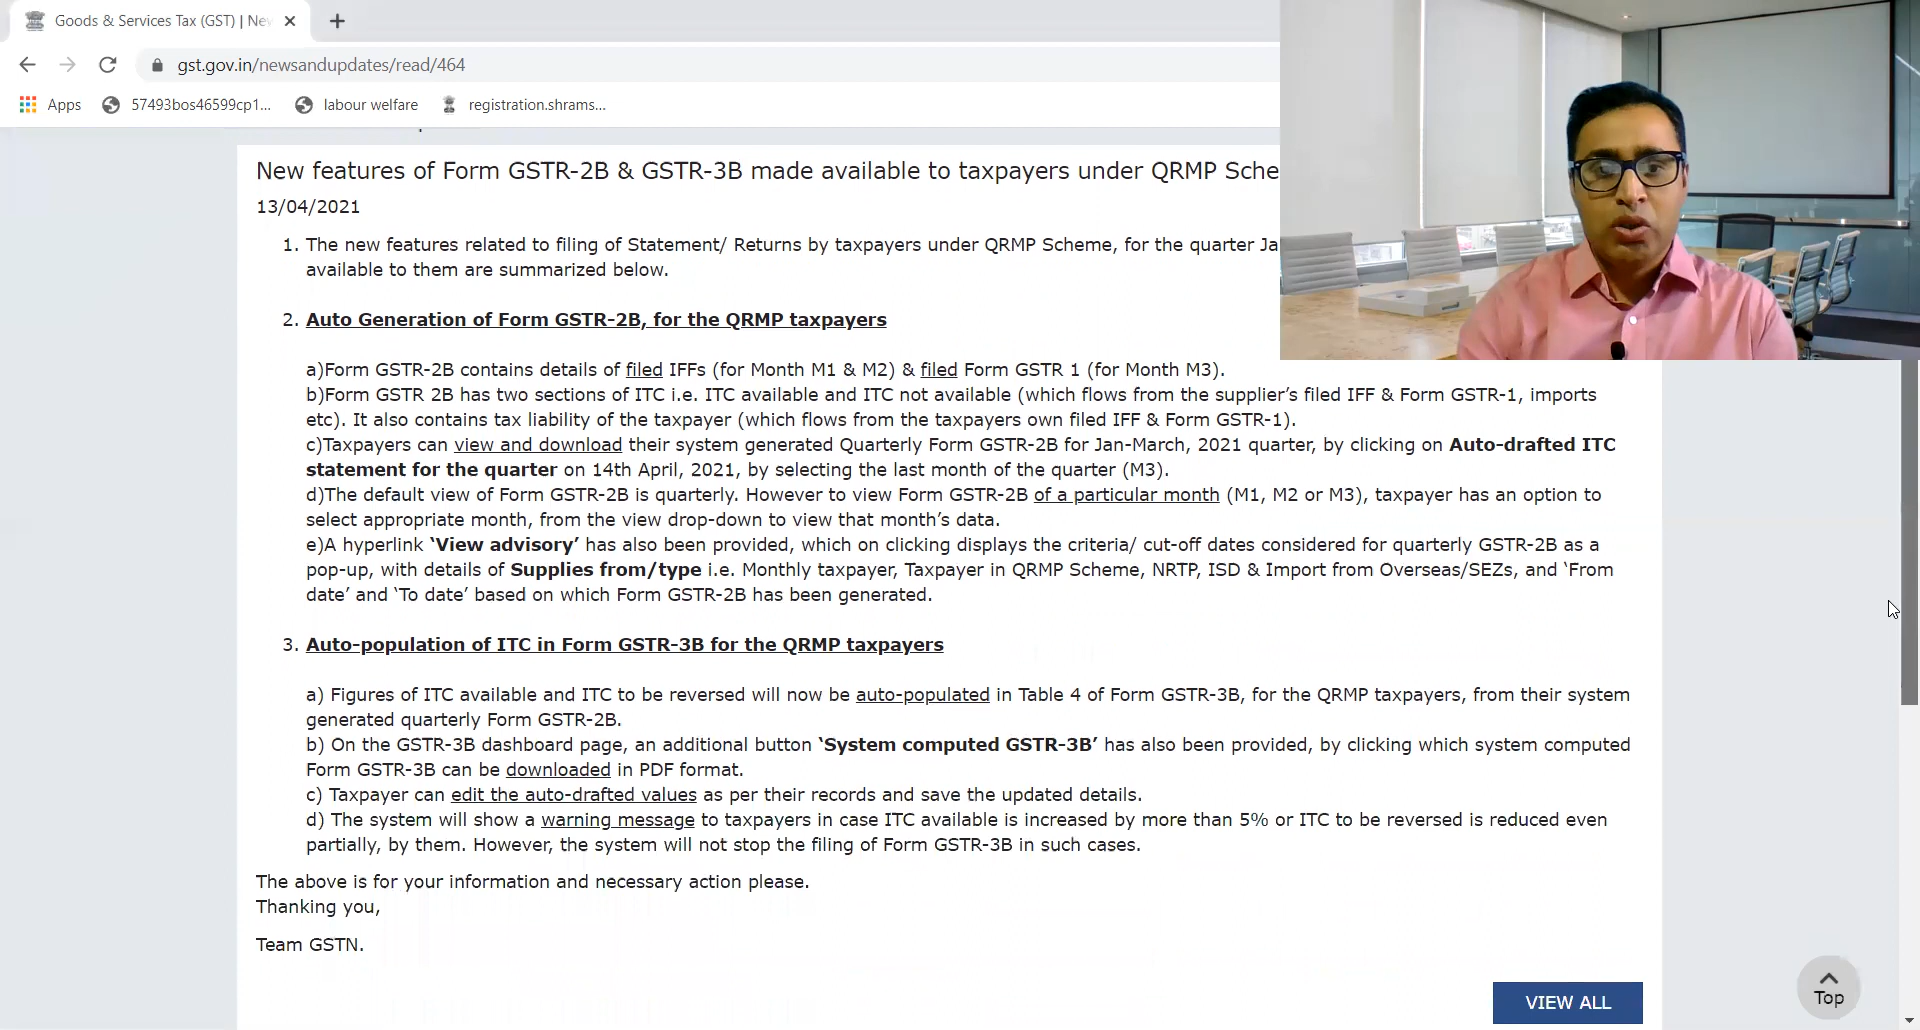 Goods & Services Tax (GST) | New
gst.gov.in/newsandupdates/read/464
Apps 57493bos46599cp1... labour welfare registration.shrams...
New features of Form GSTR-2B & GSTR-3B made available to taxpayers under QRMP Sche
13/04/2021
1. The new features related to filing of Statement/ Returns by taxpayers under QRMP Scheme, for the quarter Ja
available to them are summarized below.
2. Auto Generation of Form GSTR-2B, for the QRMP taxpayers
a)Form GSTR-2B contains details of filed IFFs (for Month M1 & M2) & filed Form GSTR 1 (for Month M3).
b)Form GSTR 2B has two sections of ITC i.e. ITC available and ITC not available (which flows from the supplier’s filed IFF & Form GSTR-1, imports
etc). It also contains tax liability of the taxpayer (which flows from the taxpayers own filed IFF & Form GSTR-1).
c)Taxpayers can view and download their system generated Quarterly Form GSTR-2B for Jan-March, 2021 quarter, by clicking on Auto-drafted ITC
statement for the quarter on 14th April, 2021, by selecting the last month of the quarter (M3).
d)The default view of Form GSTR-2B is quarterly. However to view Form GSTR-2B of a particular month (M1, M2 or M3), taxpayer has an option to
select appropriate month, from the view drop-down to view that month’s data.
e)A hyperlink ‘View advisory’ has also been provided, which on clicking displays the criteria/ cut-off dates considered for quarterly GSTR-2B as a
pop-up, with details of Supplies from/type i.e. Monthly taxpayer, Taxpayer in QRMP Scheme, NRTP, ISD & Import from Overseas/SEZs, and ‘From
date’ and ‘To date’ based on which Form GSTR-2B has been generated.
3. Auto-population of ITC in Form GSTR-3B for the QRMP taxpayers
a) Figures of ITC available and ITC to be reversed will now be auto-populated in Table 4 of Form GSTR-3B, for the QRMP taxpayers, from their system
generated quarterly Form GSTR-2B.
b) On the GSTR-3B dashboard page, an additional button ‘System computed GSTR-3B’ has also been provided, by clicking which system computed
Form GSTR-3B can be downloaded in PDF format.
c) Taxpayer can edit the auto-drafted values as per their records and save the updated details.
d) The system will show a warning message to taxpayers in case ITC available is increased by more than 5% or ITC to be reversed is reduced even
partially, by them. However, the system will not stop the filing of Form GSTR-3B in such cases.
The above is for your information and necessary action please.
Thanking you,
Team GSTN.
VIEW ALL
Top